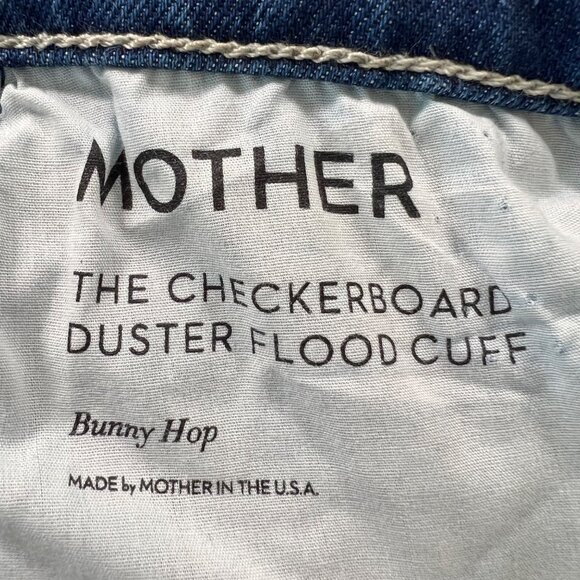 MOTHER
THE CHECKERBOARD
DUSTER FLOOD CUFF
Bunny Hop
MADE by MOTHER IN THE U.S.A.